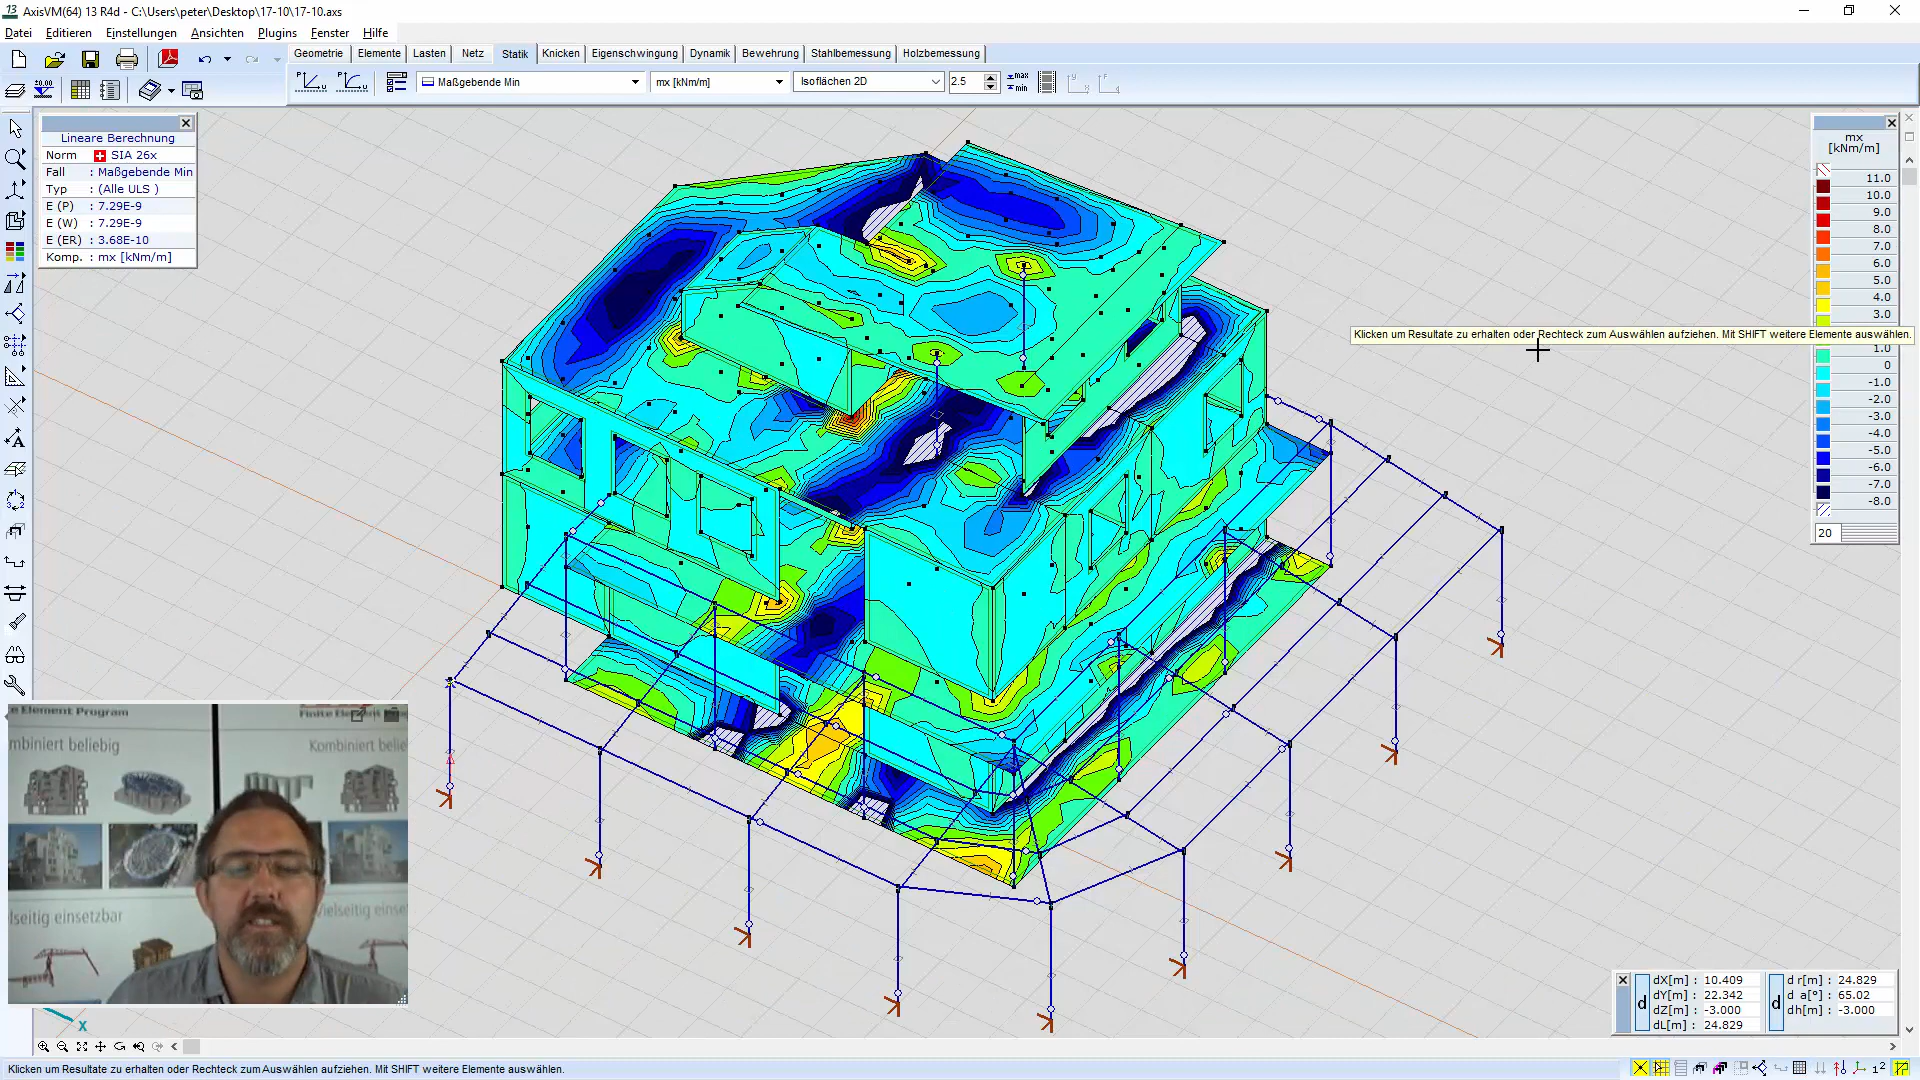 AxisVM(64) 13 R4d - C:\Users\peter\Desktop\17-10\17-10.axs
Datei Editieren Einstellungen Ansichten Plugins Fenster Hilfe
Geometrie Elemente Lasten Netz Statik Knicken Eigenschwingung Dynamik Bewehrung Stahlbemessung Holzbemessung
Maßgebende Min mx [kNm/m] Isoflächen 2D 2.5 max min
Lineare Berechnung
Norm SIA 26x
Fall : Maßgebende Min
Typ : (Alle ULS )
E (P) : 7.29E-9
E (W) : 7.29E-9
E (ER) : 3.68E-10
Komp. : mx [kNm/m]
mx
[kNm/m]
11.0
10.0
9.0
8.0
7.0
6.0
5.0
4.0
3.0
1.0
0
-1.0
-2.0
-3.0
-4.0
-5.0
-6.0
-7.0
-8.0
20
Klicken um Resultate zu erhalten oder Rechteck zum Auswählen aufziehen. Mit SHIFT weitere Elemente auswählen.
e Element Program
mbiniert beliebig
Kombiniert belie
lseitig einsetzbar
ielseitig einse
X
d
dX[m] : 10.409
dY[m] : 22.342
dZ[m] : -3.000
dL[m] : 24.829
d
d r[m] : 24.829
d a[°] : 65.02
dh[m] : -3.000
Klicken um Resultate zu erhalten oder Rechteck zum Auswählen aufziehen. Mit SHIFT weitere Elemente auswählen.